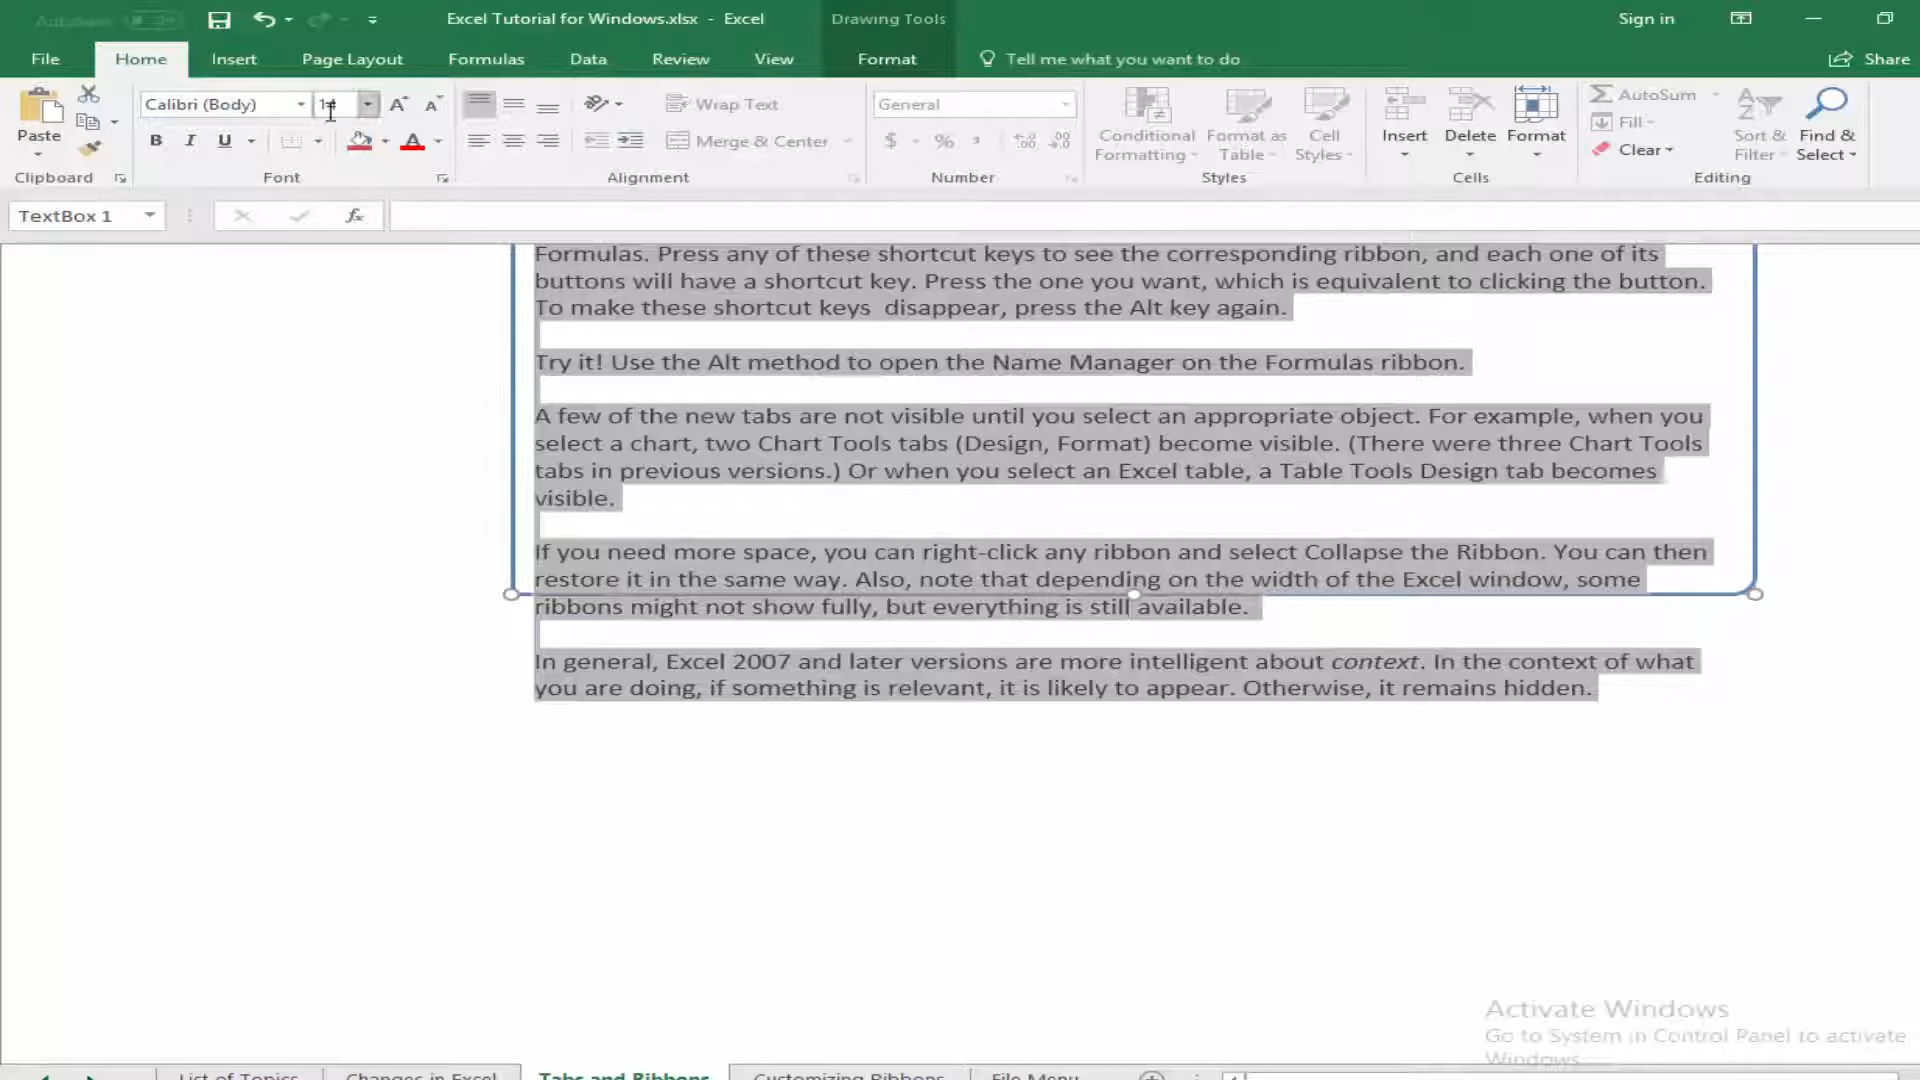 AutoSave
Excel Tutorial for Windows.xlsx - Excel
Drawing Tools
Sign in
File
Home
Insert
Page Layout
Formulas
Data
Review
View
Format
Tell me what you want to do
Share
Paste
Calibri (Body)
14
B I U
Wrap Text
Merge & Center
General
$ %
Conditional Formatting
Format as Table
Cell Styles
Insert
Delete
Format
AutoSum
Fill
Clear
Sort & Filter
Find & Select
Clipboard
Font
Alignment
Number
Styles
Cells
Editing
TextBox 1
fx
Formulas. Press any of these shortcut keys to see the corresponding ribbon, and each one of its
buttons will have a shortcut key. Press the one you want, which is equivalent to clicking the button.
To make these shortcut keys  disappear, press the Alt key again.
Try it! Use the Alt method to open the Name Manager on the Formulas ribbon.
A few of the new tabs are not visible until you select an appropriate object. For example, when you
select a chart, two Chart Tools tabs (Design, Format) become visible. (There were three Chart Tools
tabs in previous versions.) Or when you select an Excel table, a Table Tools Design tab becomes
visible.
If you need more space, you can right-click any ribbon and select Collapse the Ribbon. You can then
restore it in the same way. Also, note that depending on the width of the Excel window, some
ribbons might not show fully, but everything is still available.
In general, Excel 2007 and later versions are more intelligent about context. In the context of what
you are doing, if something is relevant, it is likely to appear. Otherwise, it remains hidden.
Activate Windows
Go to System in Control Panel to activate
Windows.
List of Topics
Changes in Excel
Tabs and Ribbons
Customizing Ribbons
File Menu